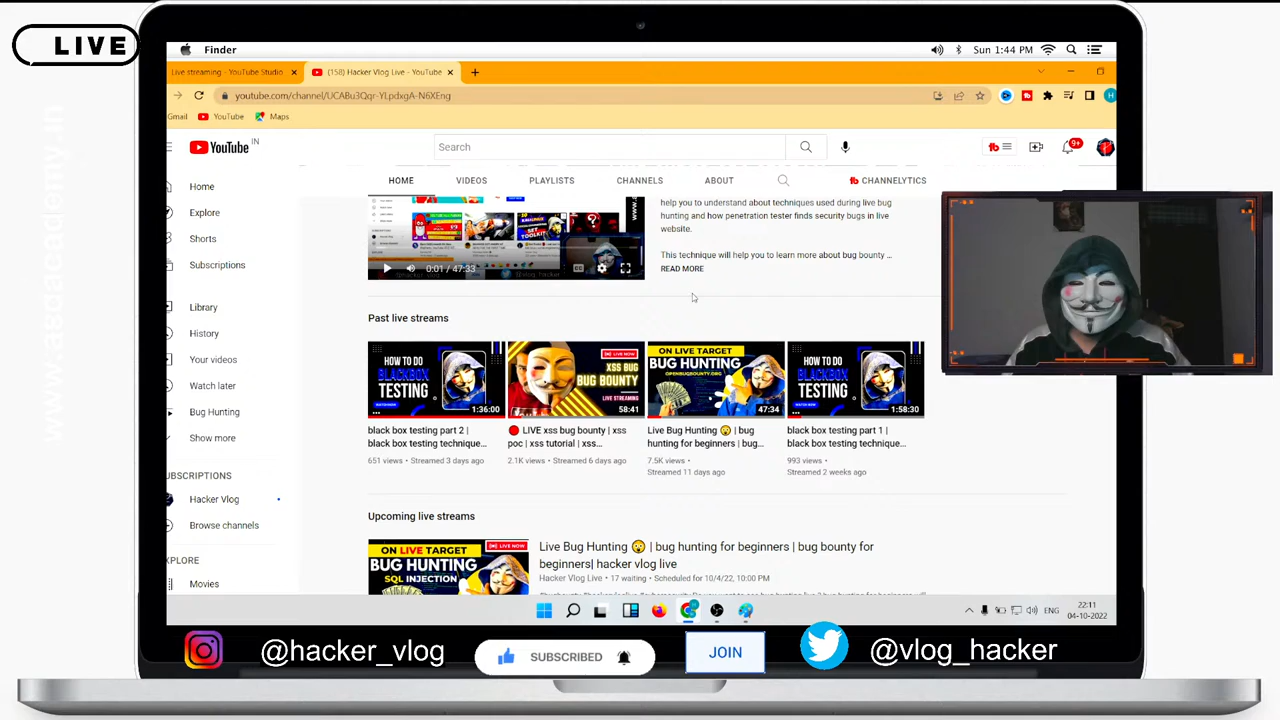 LIVE
Finder
Sun 1:44 PM
Live streaming - YouTube Studio
(158) Hacker Vlog Live - YouTube
youtube.com/channel/UCABu3Qqr-YLpdxgA-N6XEng
Gmail YouTube Maps
YouTube IN
Search
9+
HOME VIDEOS PLAYLISTS CHANNELS ABOUT CHANNELYTICS
Home
Explore
Shorts
Subscriptions
Library
History
Your videos
Watch later
Bug Hunting
Show more
UBSCRIPTIONS
Hacker Vlog
Browse channels
XPLORE
Movies
0:01 / 47:33
help you to understand about techniques used during live bug
hunting and how penetration tester finds security bugs in live
website.
This technique will help you to learn more about bug bounty ...
READ MORE
Past live streams
HOW TO DO
BLACKBOX
TESTING
1:36:00
LIVE NOW
XSS BUG
BUG BOUNTY
LIVE STREAMING
58:41
ON LIVE TARGET
BUG HUNTING
OPENBUGBOUNTY.ORG
47:34
HOW TO DO
BLACKBOX
TESTING
1:58:30
black box testing part 2 |
black box testing technique...
651 views • Streamed 3 days ago
🔴 LIVE xss bug bounty | xss
poc | xss tutorial | xss...
2.1K views • Streamed 6 days ago
Live Bug Hunting 😮 | bug
hunting for beginners | bug...
7.5K views •
Streamed 11 days ago
black box testing part 1 |
black box testing technique...
993 views •
Streamed 2 weeks ago
Upcoming live streams
ON LIVE TARGET
LIVE NOW
BUG HUNTING
SQL INJECTION
Live Bug Hunting 😮 | bug hunting for beginners | bug bounty for
beginners| hacker vlog live
Hacker Vlog Live • 17 waiting • Scheduled for 10/4/22, 10:00 PM
ENG
22:11
04-10-2022
@hacker_vlog
SUBSCRIBED
JOIN
@vlog_hacker